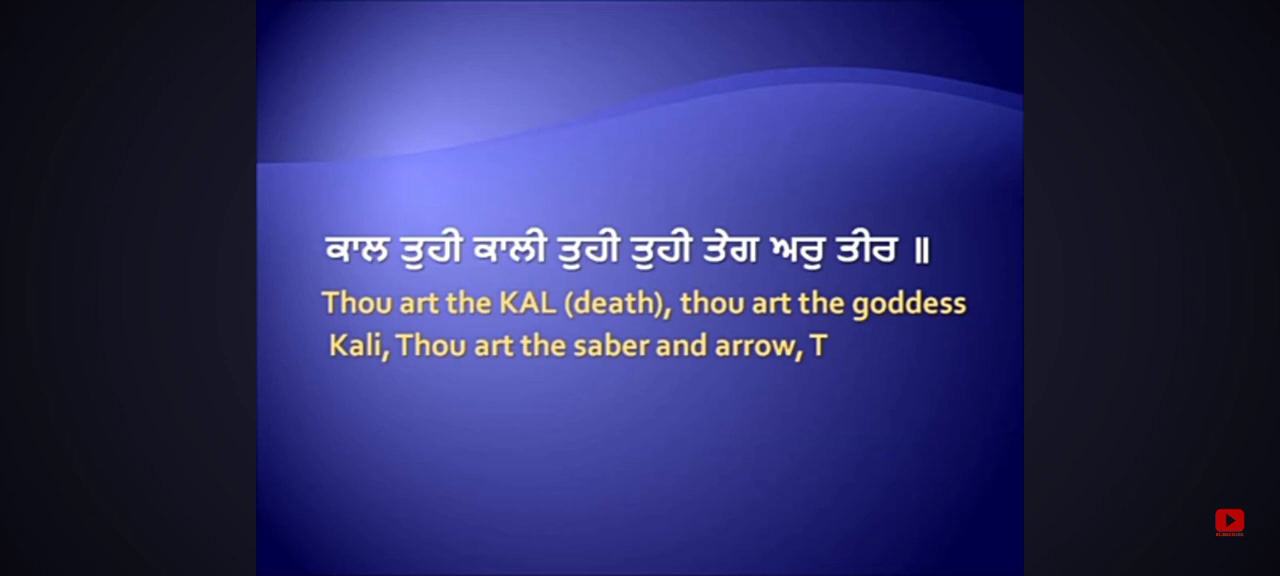 ਕਾਲ ਤੁਹੀ ਕਾਲੀ ਤੁਹੀ ਤੁਹੀ ਤੇਗ ਅਰੁ ਤੀਰ ॥
Thou art the KAL (death), thou art the goddess
Kali, Thou art the saber and arrow, T